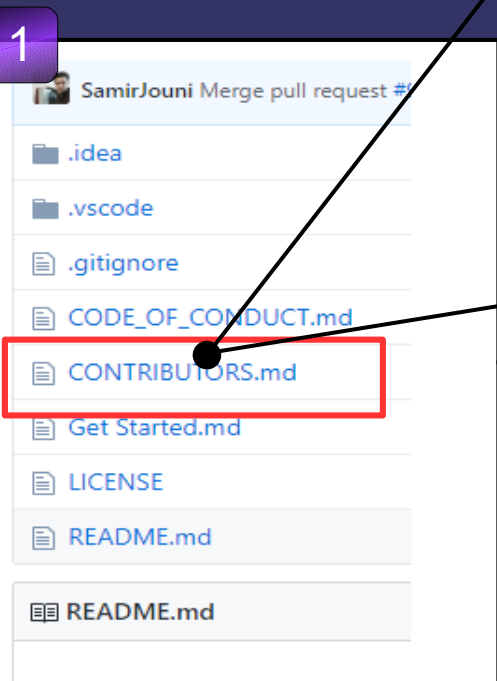 1
SamirJouni Merge pull request #
.idea
.vscode
.gitignore
CODE_OF_CONDUCT.md
CONTRIBUTORS.md
Get Started.md
LICENSE
README.md
README.md